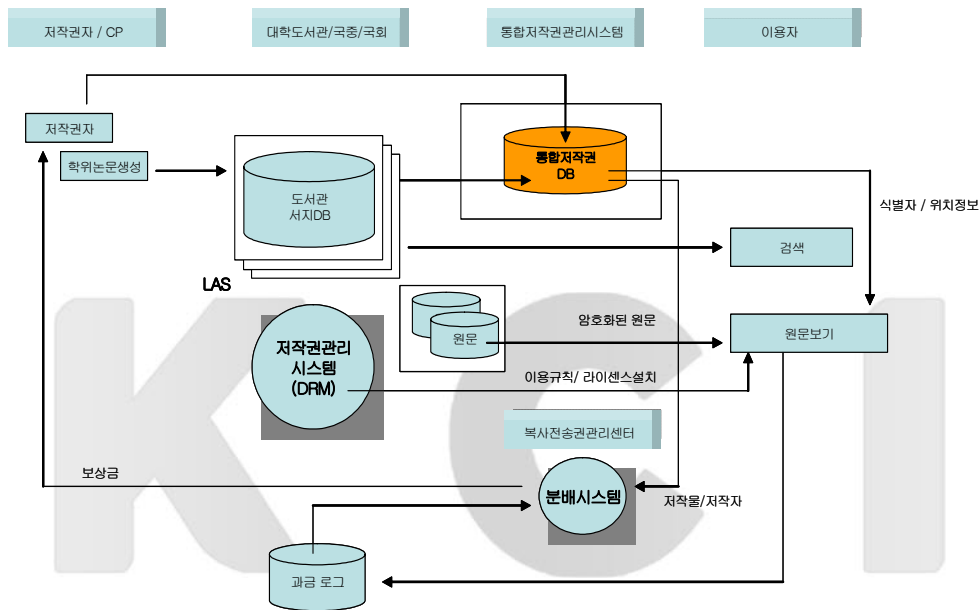 저작권자 / CP
대학도서관/국중/국회
통합저작권관리시스템
이용자
저작권자
학위논문생성
도서관
서지DB
LAS
통합저작권
DB
식별자 / 위치정보
검색
원문
암호화된 원문
원문보기
저작권관리
시스템
(DRM)
이용규칙/ 라이센스설치
복사전송권관리센터
보상금
분배시스템
저작물/저작자
과금 로그
KCI